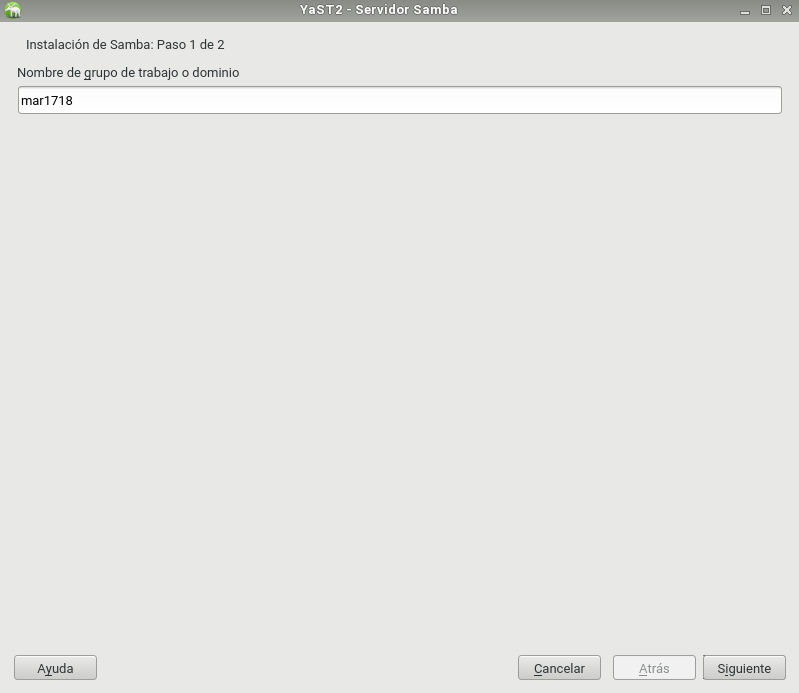 YaST2 - Servidor Samba
Instalación de Samba: Paso 1 de 2
Nombre de grupo de trabajo o dominio
mar1718
Ayuda Cancelar Atrás Siguiente